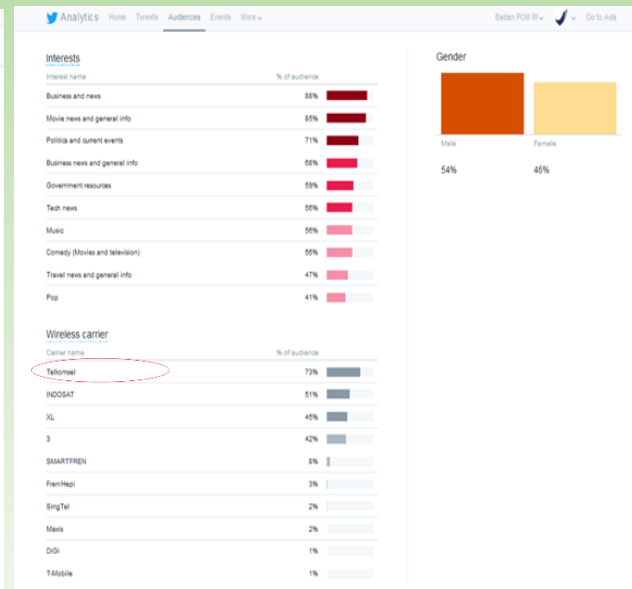 Analytics Home Tweets Audiences Events More Badan POM RI Go to Ads
Interests
Interest name % of audience
Business and news 88%
Movie news and general info 85%
Politics and current events 71%
Business news and general info 68%
Government resources 59%
Tech news 56%
Music 56%
Comedy (Movies and television) 56%
Travel news and general info 47%
Pop 41%
Gender
Male Female
54% 46%
Wireless carrier
Carrier name % of audience
Telkomsel 73%
INDOSAT 51%
XL 45%
3 42%
SMARTFREN 8%
Fren/Hepi 3%
SingTel 2%
Maxis 2%
DiGi 1%
T-Mobile 1%